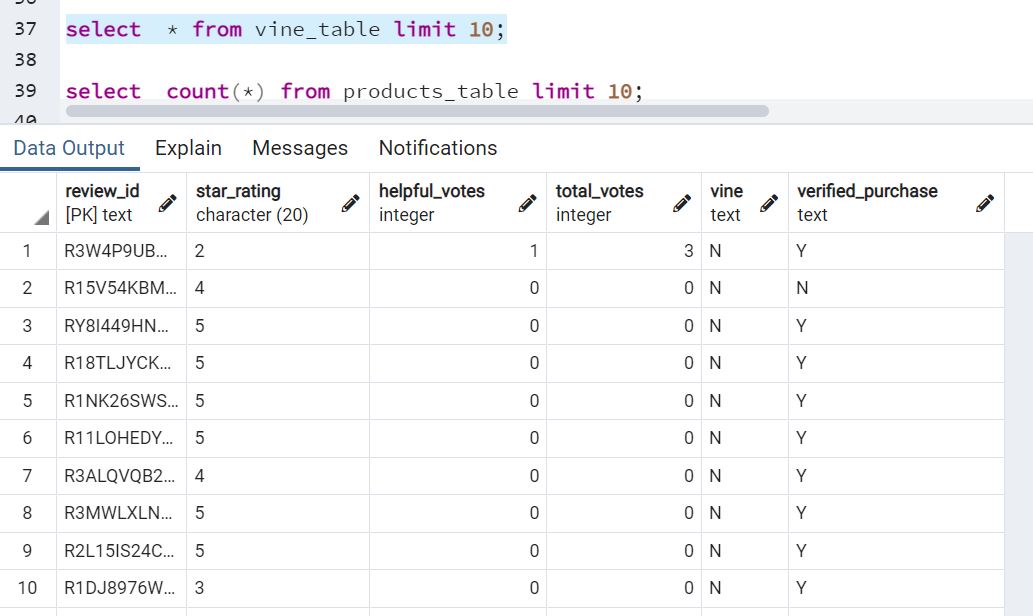 37 select * from vine_table limit 10;
38
39 select count(*) from products_table limit 10;
Data Output Explain Messages Notifications
review_id star_rating helpful_votes total_votes vine verified_purchase
[PK] text character (20) integer integer text text
1 R3W4P9UB... 2 1 3 N Y
2 R15V54KBM... 4 0 0 N N
3 RY8I449HN... 5 0 0 N Y
4 R18TLJYCK... 5 0 0 N Y
5 R1NK26SWS... 5 0 0 N Y
6 R11LOHEDY... 5 0 0 N Y
7 R3ALQVQB2... 4 0 0 N Y
8 R3MWLXLN... 5 0 0 N Y
9 R2L15IS24C... 5 0 0 N Y
10 R1DJ8976W... 3 0 0 N Y